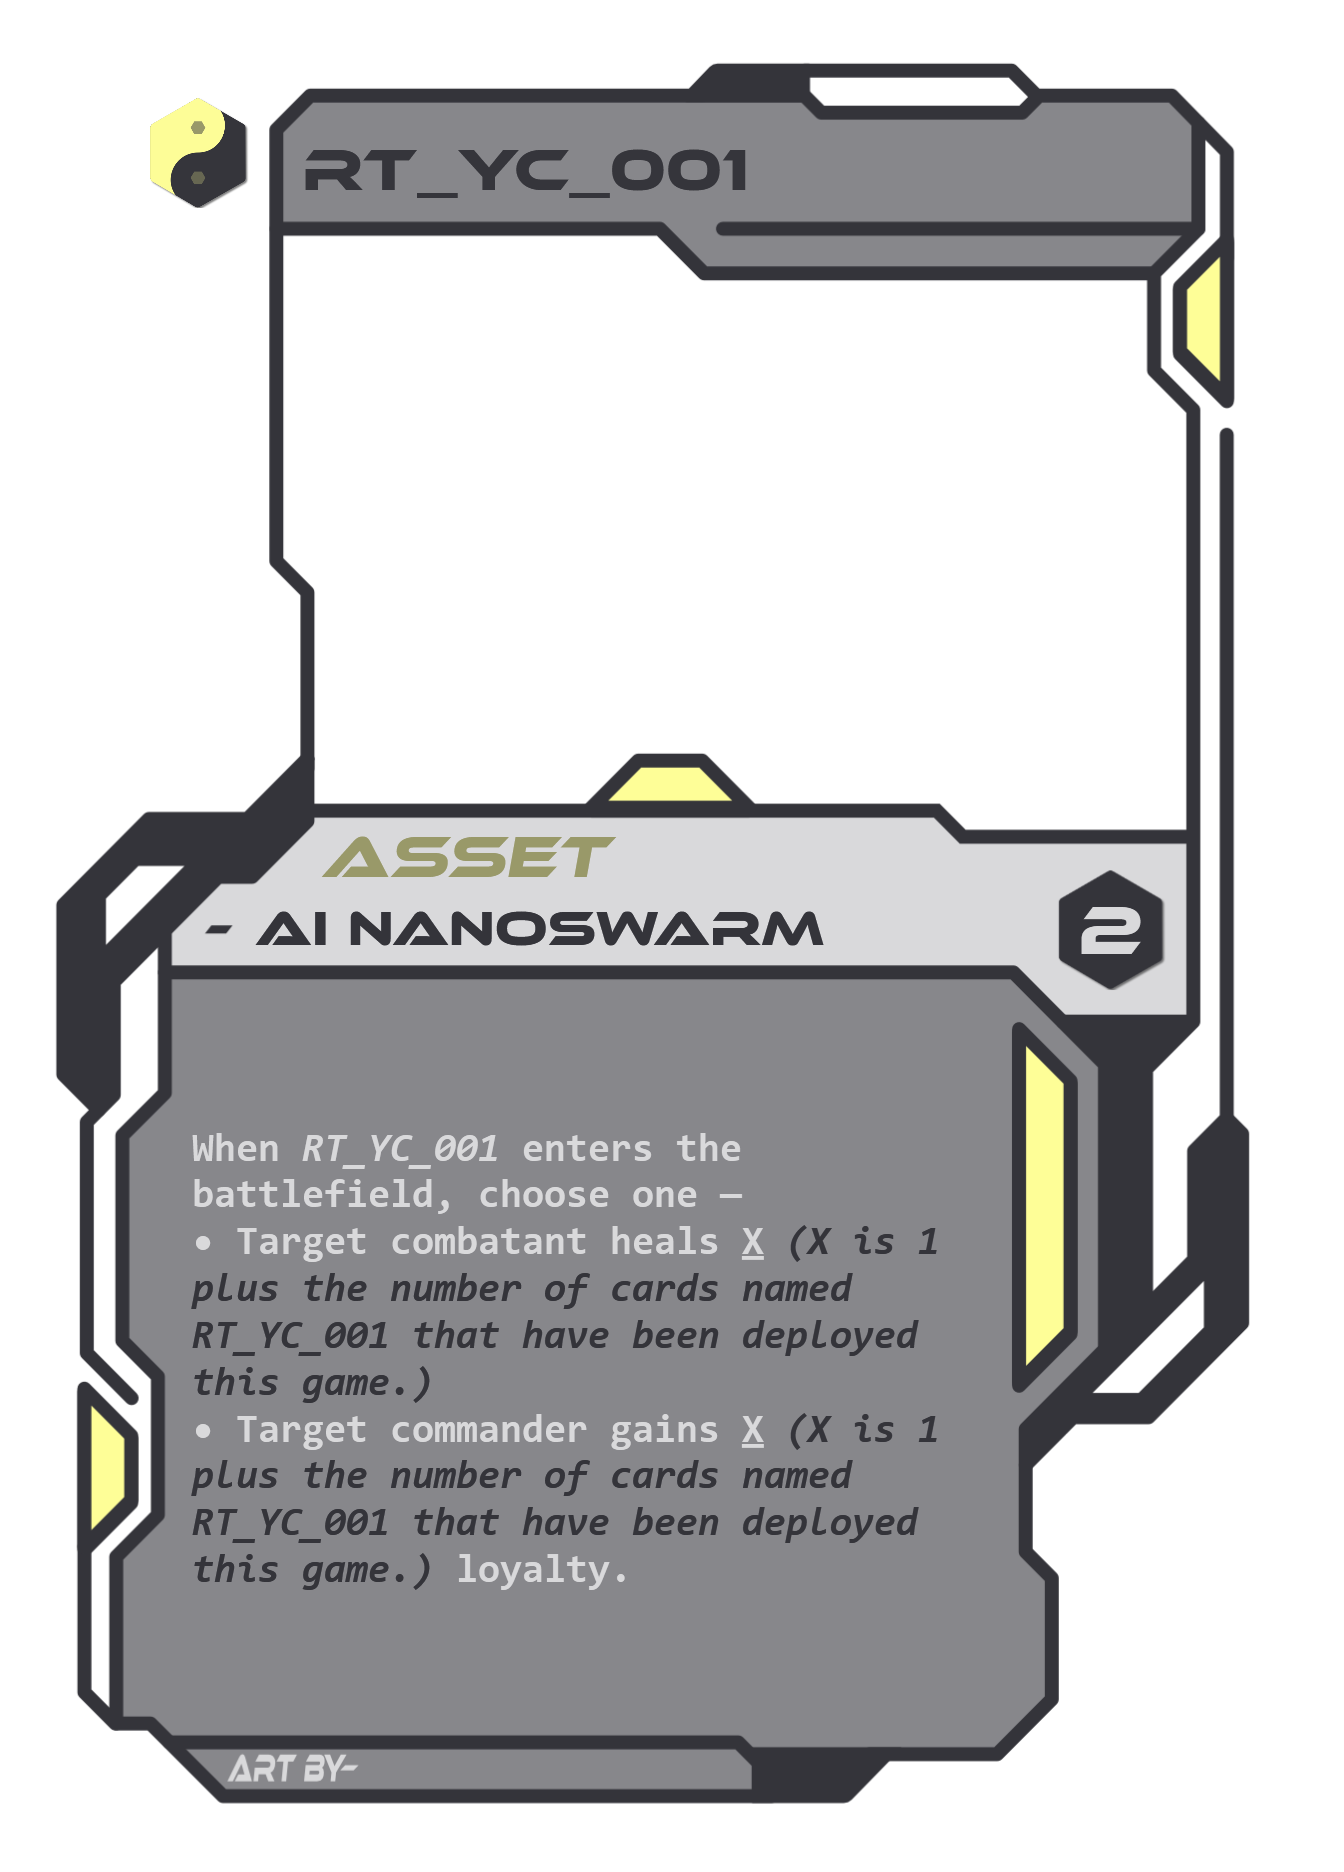 RT_YC_001
ASSET
- AI NANOSWARM
2
When RT_YC_001 enters the
battlefield, choose one —
• Target combatant heals X (X is 1
plus the number of cards named
RT_YC_001 that have been deployed
this game.)
• Target commander gains X (X is 1
plus the number of cards named
RT_YC_001 that have been deployed
this game.) loyalty.
ART BY-